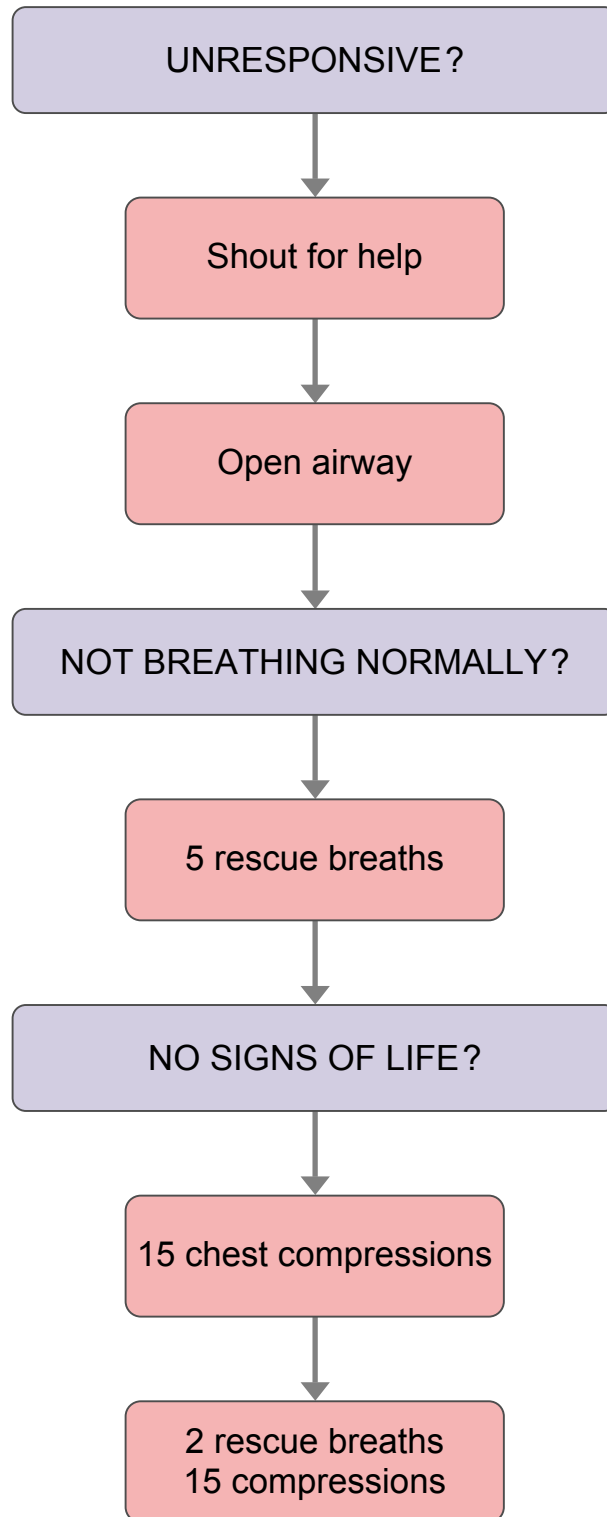 UNRESPONSIVE?
Shout for help
Open airway
NOT BREATHING NORMALLY?
5 rescue breaths
NO SIGNS OF LIFE?
15 chest compressions
2 rescue breaths
15 compressions